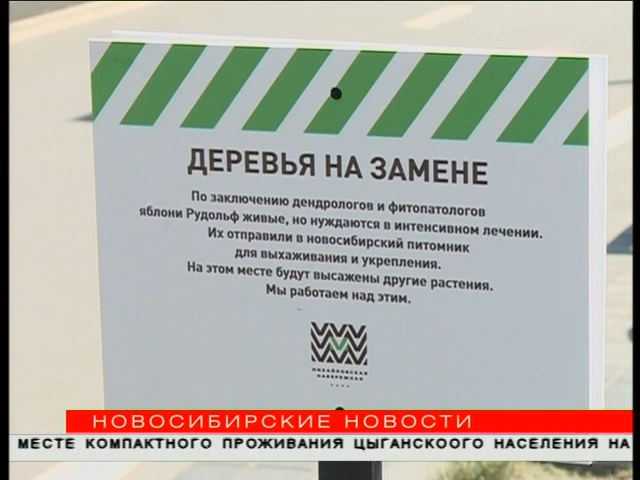 ДЕРЕВЬЯ НА ЗАМЕНЕ
По заключению дендрологов и фитопатологов
яблони Рудольф живые, но нуждаются в интенсивном лечении.
Их отправили в новосибирский питомник
для выхаживания и укрепления.
На этом месте будут высажены другие растения.
Мы работаем над этим.
МИХАЙЛОВСКАЯ
НАБЕРЕЖНАЯ
НОВОСИБИРСКИЕ НОВОСТИ
МЕСТЕ КОМПАКТНОГО ПРОЖИВАНИЯ ЦЫГАНСКООГО НАСЕЛЕНИЯ НА